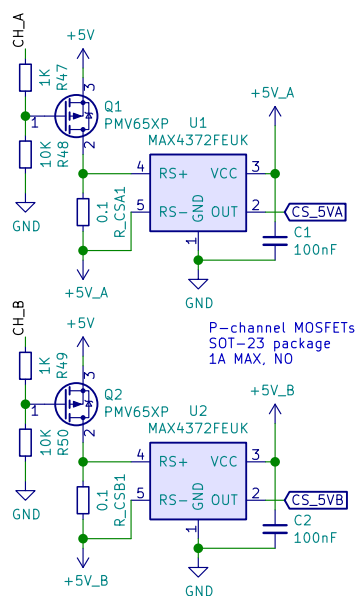 CH_A
+5V
1K
R47
3
+5V_A
Q1
PMV65XP
U1
MAX4372FEUK
1
10K
R48
2
4
RS+
VCC
3
5
RS-
GND
OUT
2
CS_5VA
0.1
R_CSA1
1
C1
100nF
GND
+5V_A
GND
CH_B
+5V
P-channel MOSFETs
SOT-23 package
1A MAX, NO
1K
R49
3
+5V_B
Q2
PMV65XP
U2
MAX4372FEUK
1
10K
R50
2
4
RS+
VCC
3
5
RS-
GND
OUT
2
CS_5VB
0.1
R_CSB1
1
C2
100nF
GND
+5V_B
GND